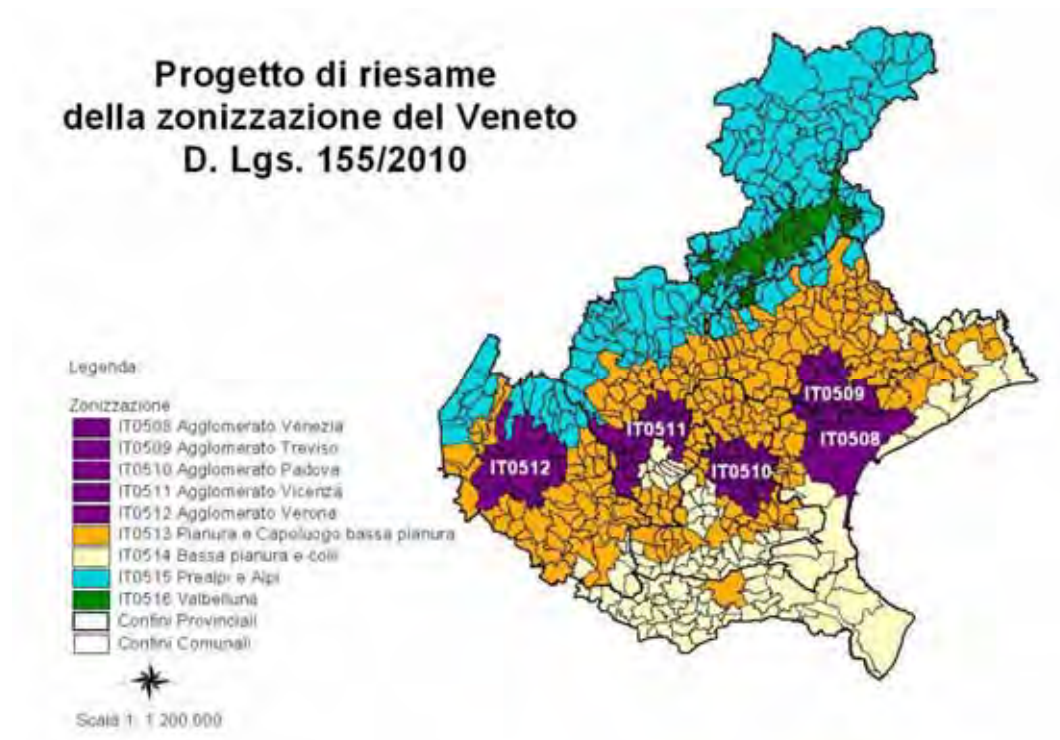 Progetto di riesame
della zonizzazione del Veneto
D. Lgs. 155/2010
IT0509
IT0511
IT0508
IT0512
IT0510
Legenda
Zonizzazione
IT0508 Agglomerato Venezia
IT0509 Agglomerato Treviso
IT0510 Agglomerato Padova
IT0511 Agglomerato Vicenza
IT0512 Agglomerato Verona
IT0513 Pianura e Capoluogo bassa pianura
IT0514 Bassa pianura e colli
IT0515 Prealpi e Alpi
IT0516 Valbelluna
Confini Provinciali
Confini Comunali
Scala 1: 1 200 000